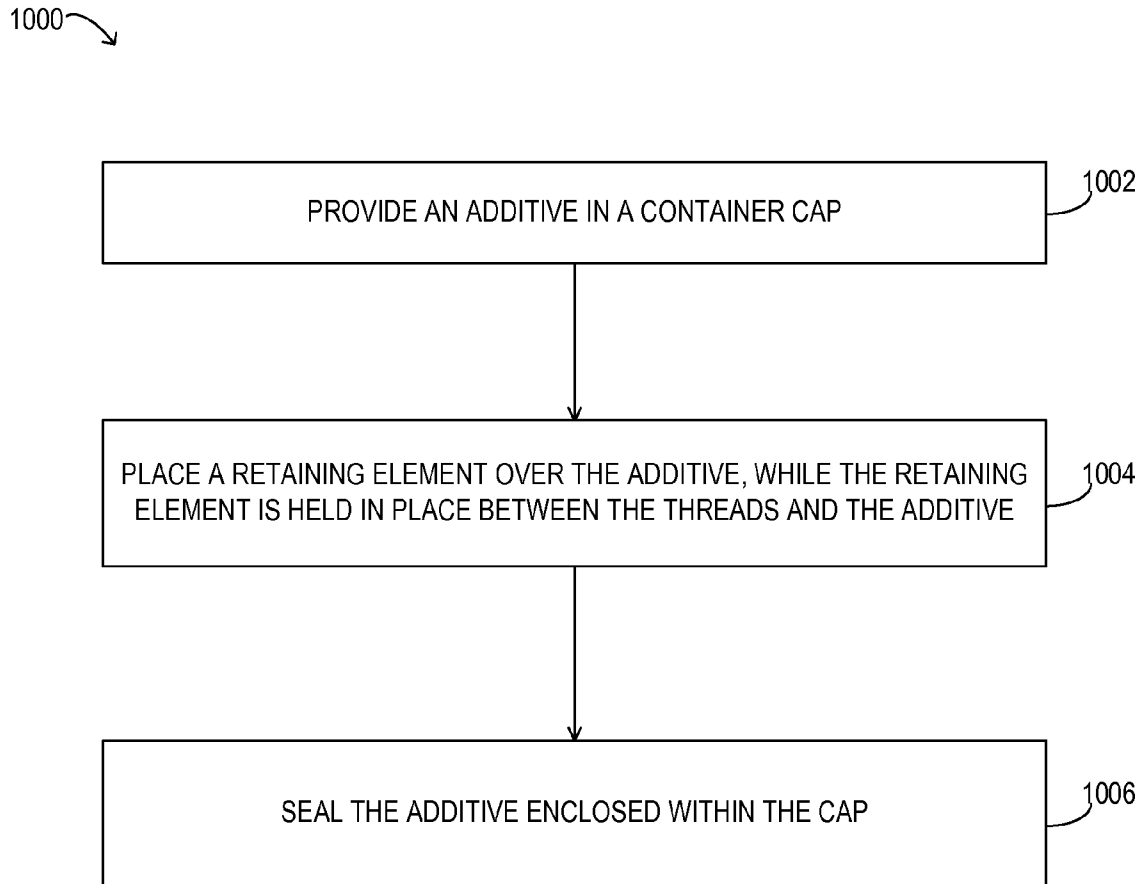 1000
PROVIDE AN ADDITIVE IN A CONTAINER CAP
1002
PLACE A RETAINING ELEMENT OVER THE ADDITIVE, WHILE THE RETAINING
ELEMENT IS HELD IN PLACE BETWEEN THE THREADS AND THE ADDITIVE
1004
SEAL THE ADDITIVE ENCLOSED WITHIN THE CAP
1006